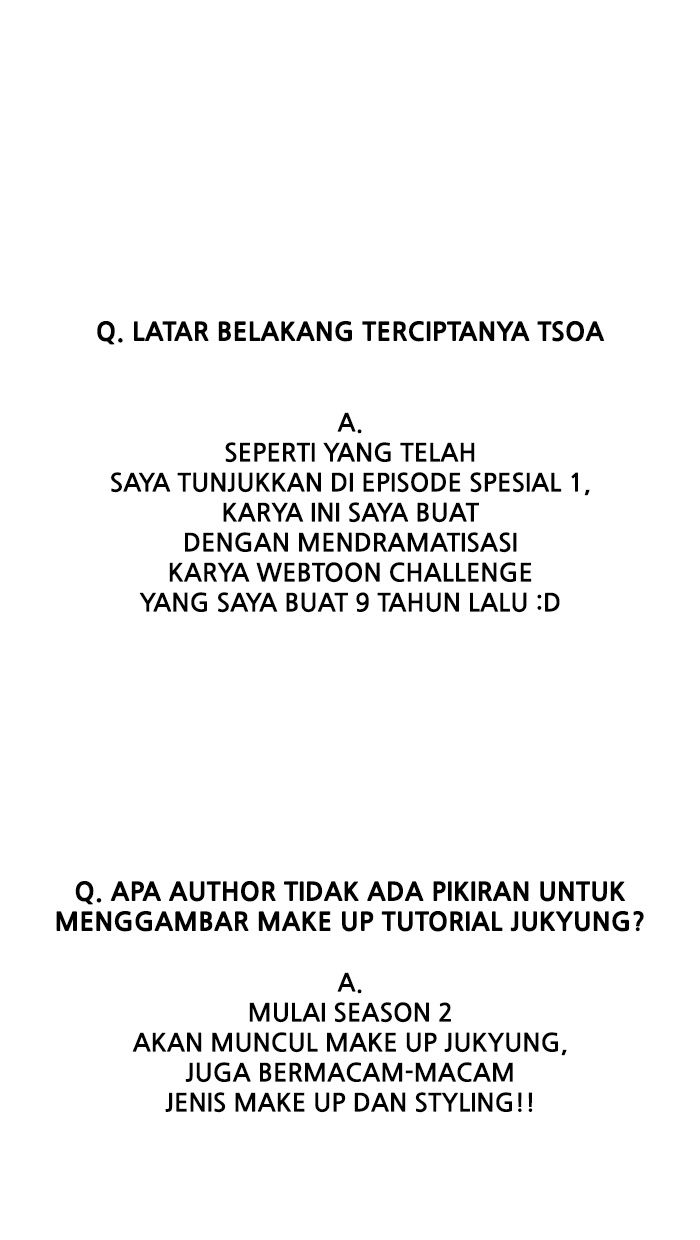 Q. LATAR BELAKANG TERCIPTANYA TSOA
A.
SEPERTI YANG TELAH
SAYA TUNJUKKAN DI EPISODE SPESIAL 1,
KARYA INI SAYA BUAT
DENGAN MENDRAMATISASI
KARYA WEBTOON CHALLENGE
YANG SAYA BUAT 9 TAHUN LALU :D
Q. APA AUTHOR TIDAK ADA PIKIRAN UNTUK
MENGGAMBAR MAKE UP TUTORIAL JUKYUNG?
A.
MULAI SEASON 2
AKAN MUNCUL MAKE UP JUKYUNG,
JUGA BERMACAM-MACAM
JENIS MAKE UP DAN STYLING!!